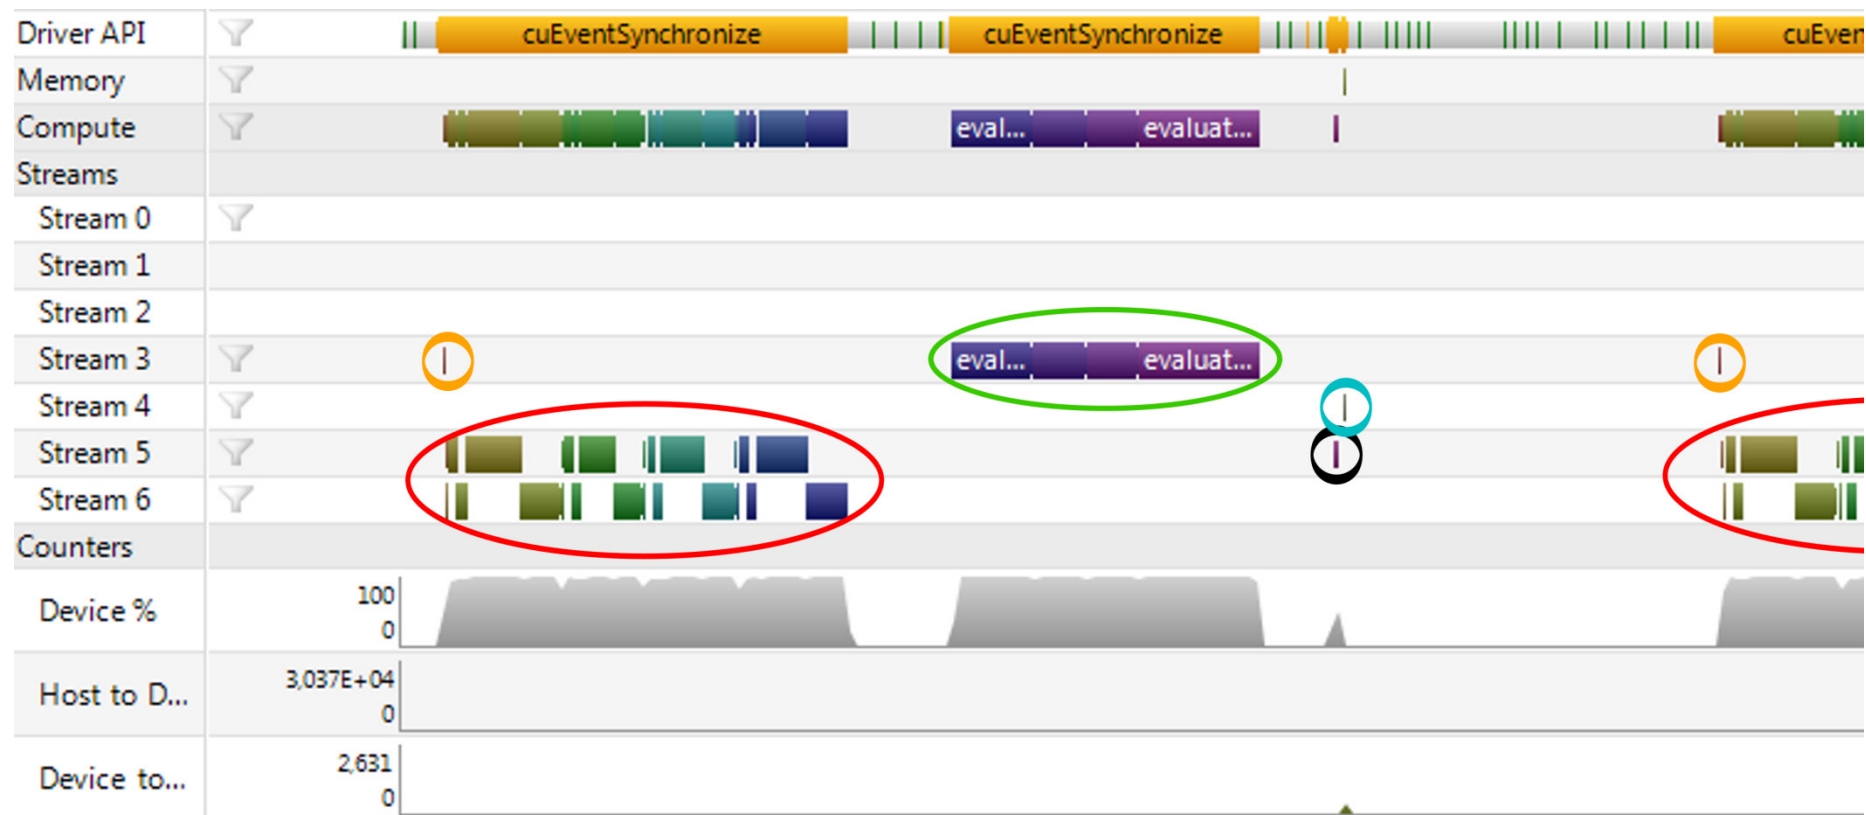 Driver API cuEventSynchronize cuEventSynchronize cuEven
Memory
Compute eval... evaluat...
Streams
Stream 0
Stream 1
Stream 2
Stream 3 eval... evaluat...
Stream 4
Stream 5
Stream 6
Counters
Device % 100
0
Host to D... 3,037E+04
0
Device to... 2,631
0